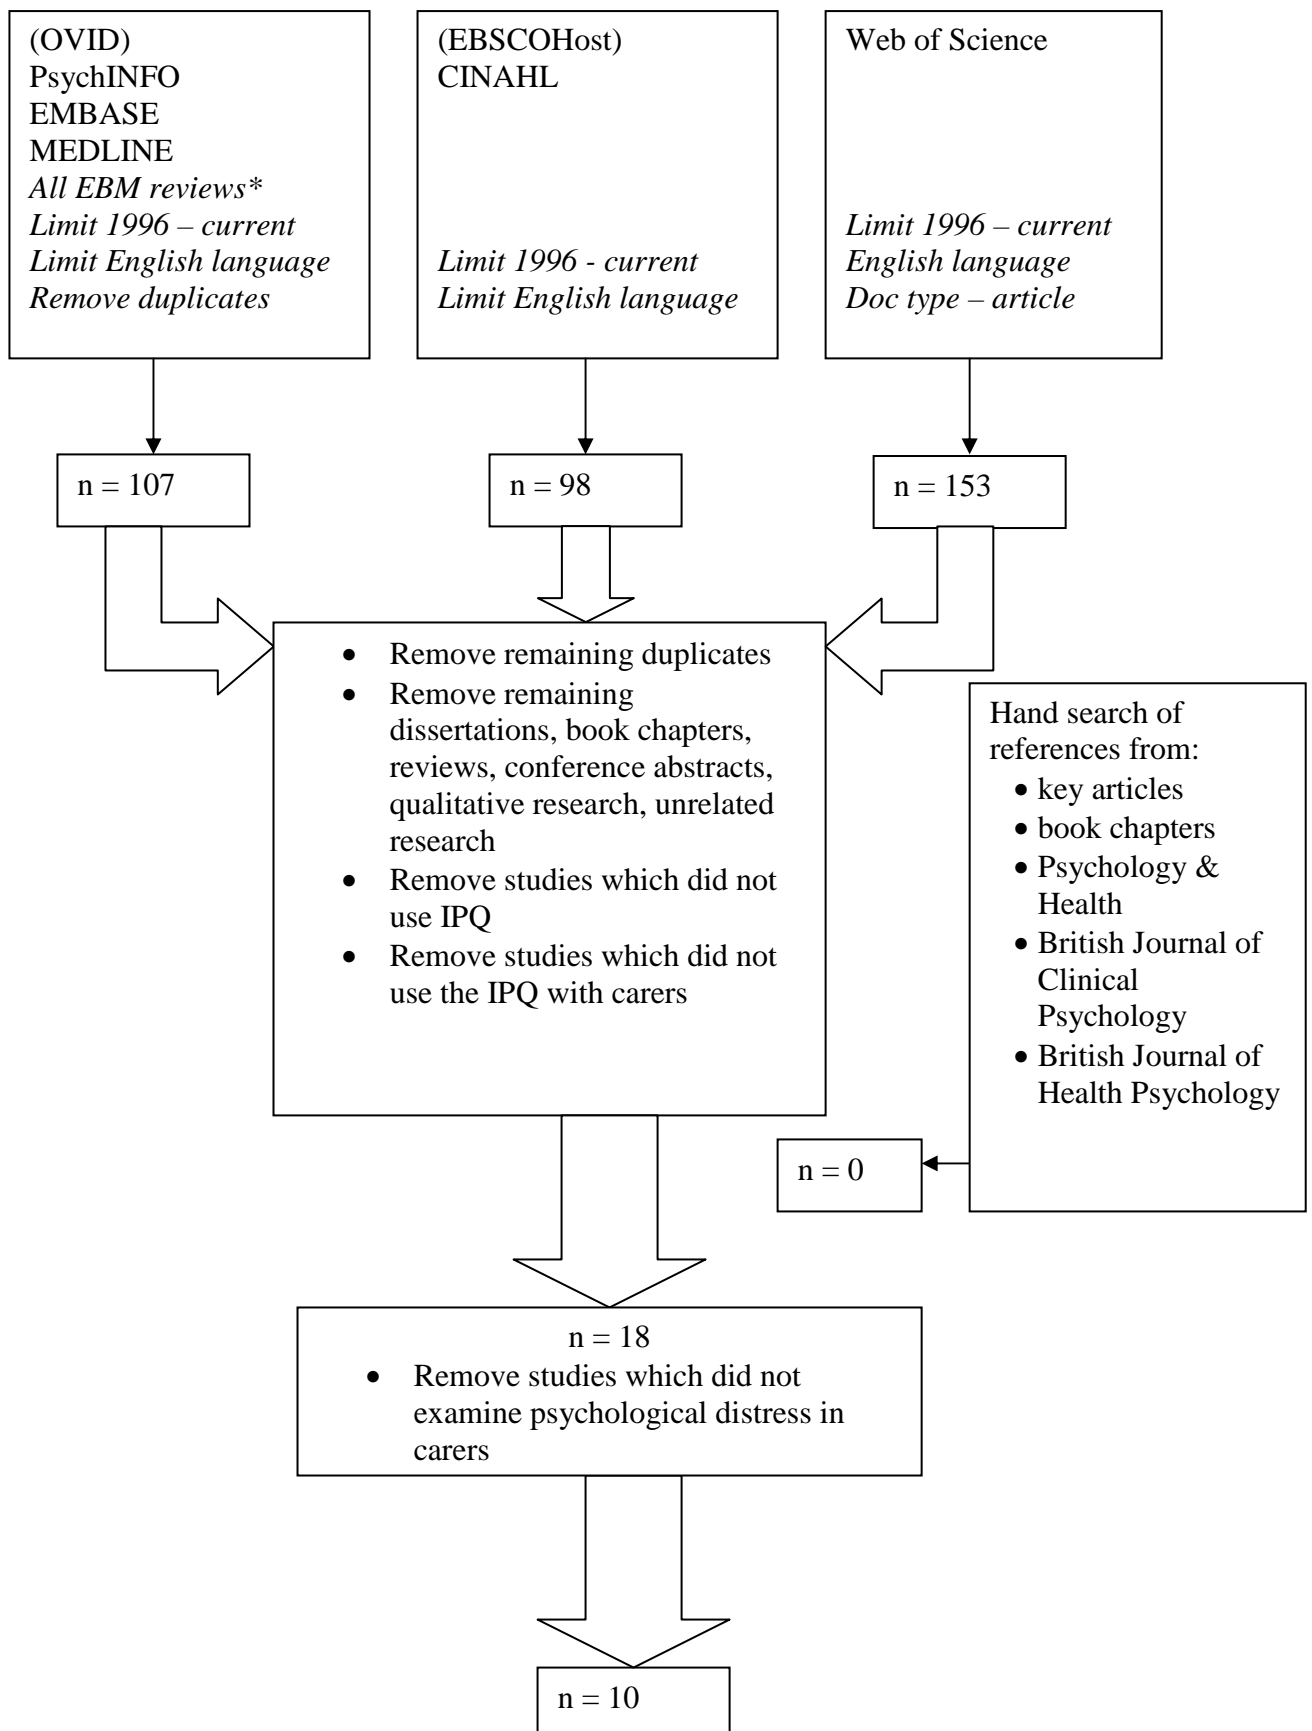 (OVID)
PsychINFO
EMBASE
MEDLINE
All EBM reviews*
Limit 1996 – current
Limit English language
Remove duplicates
(EBSCOHost)
CINAHL
Limit 1996 - current
Limit English language
Web of Science
Limit 1996 – current
English language
Doc type – article
n = 107
n = 98
n = 153
• Remove remaining duplicates
• Remove remaining
dissertations, book chapters,
reviews, conference abstracts,
qualitative research, unrelated
research
• Remove studies which did not
use IPQ
• Remove studies which did not
use the IPQ with carers
Hand search of
references from:
• key articles
• book chapters
• Psychology &
Health
• British Journal of
Clinical
Psychology
• British Journal of
Health Psychology
n = 0
n = 18
• Remove studies which did not
examine psychological distress in
carers
n = 10